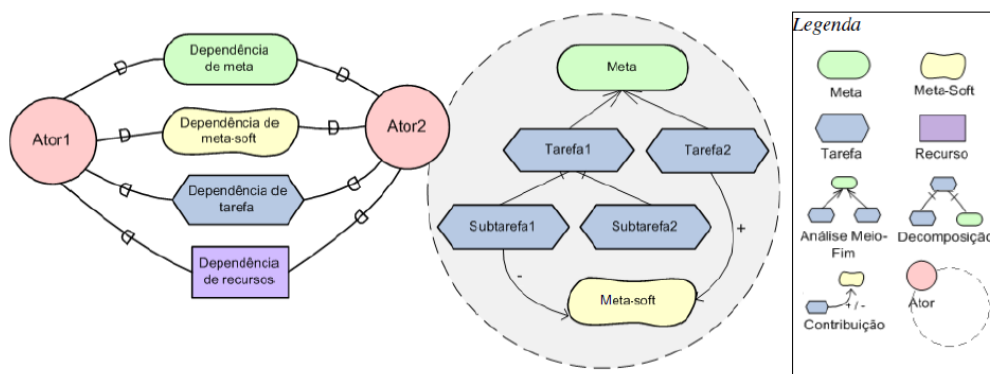 Dependência
de meta
Dependência de
meta-soft
Dependência de
tarefa
Dependência
de recursos
Ator1
Ator2
D
D
D
D
D
D
D
D
Meta
Tarefa1
Tarefa2
Subtarefa1
Subtarefa2
-
+
Meta-soft
Legenda
Meta
Meta-Soft
Tarefa
Recurso
Análise Meio-
Fim
Decomposição
+ / -
Contribuição
Ator